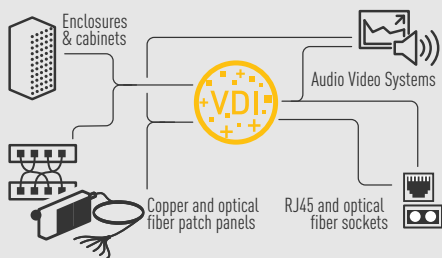 Enclosures
& cabinets
VDI
Audio Video Systems
Copper and optical
fiber patch panels
RJ45 and optical
fiber sockets